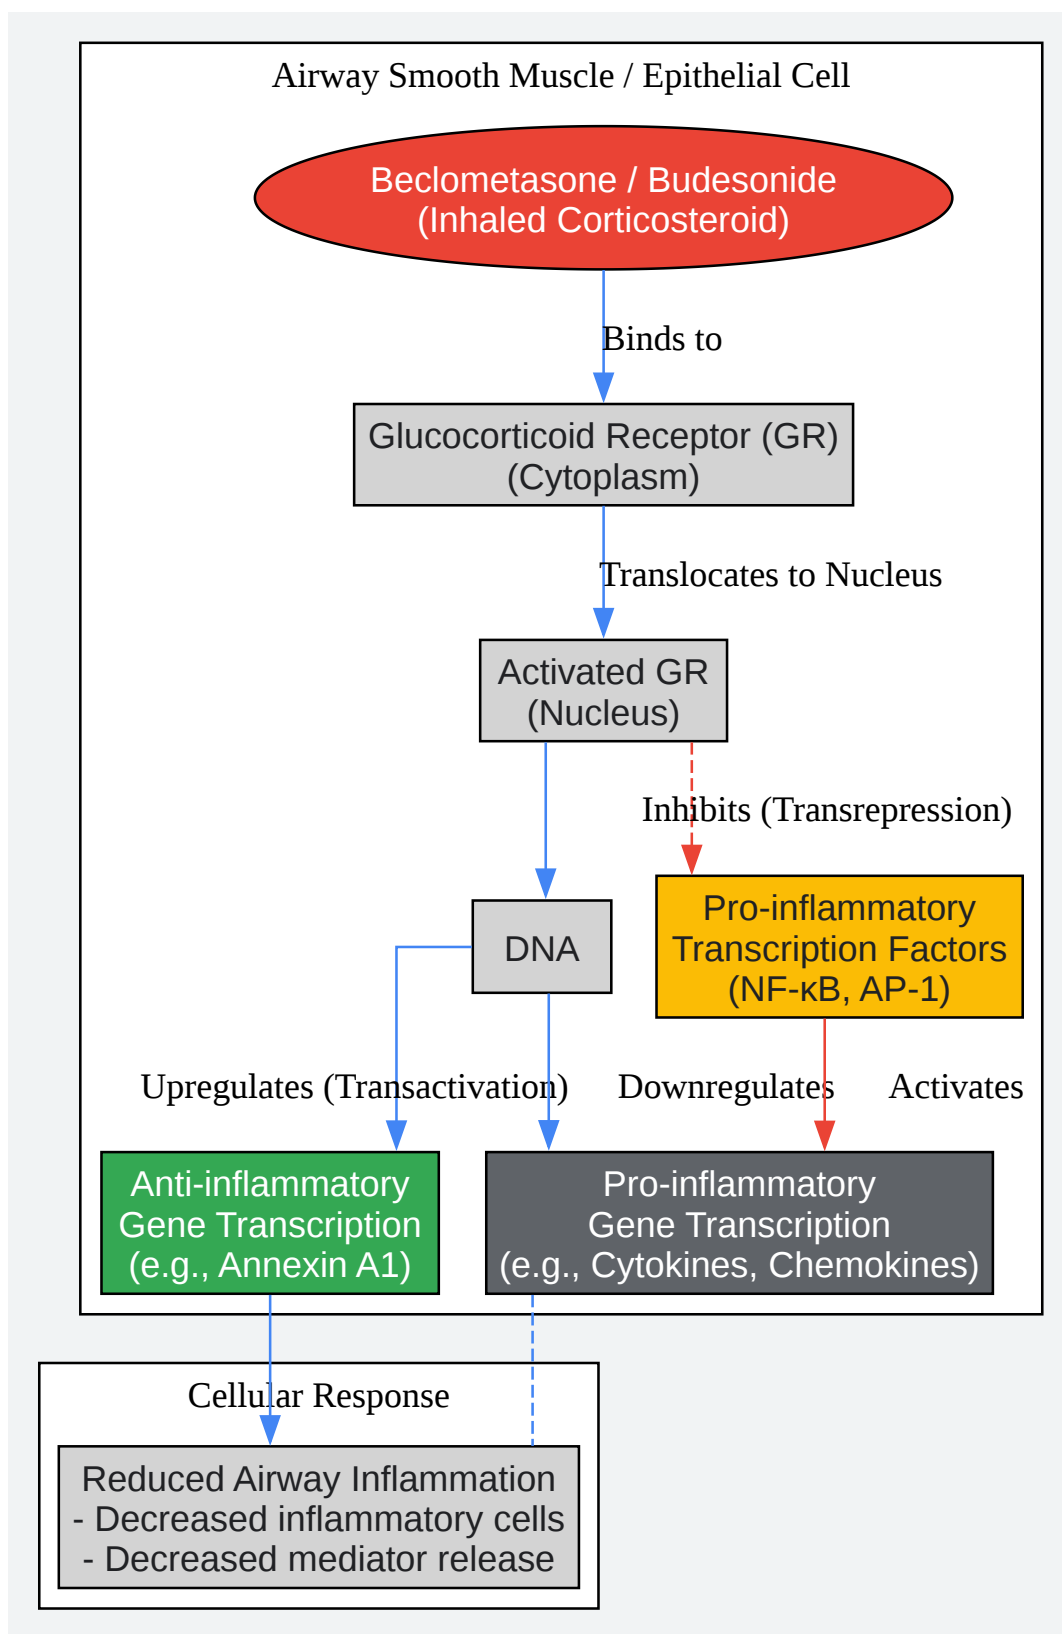 Airway Smooth Muscle / Epithelial Cell
Beclometasone / Budesonide
(Inhaled Corticosteroid)
Binds to
Glucocorticoid Receptor (GR)
(Cytoplasm)
Translocates to Nucleus
Activated GR
(Nucleus)
Inhibits (Transrepression)
Pro-inflammatory
Transcription Factors
(NF-κB, AP-1)
DNA
Upregulates (Transactivation)
Downregulates
Activates
Anti-inflammatory
Gene Transcription
(e.g., Annexin A1)
Pro-inflammatory
Gene Transcription
(e.g., Cytokines, Chemokines)
Cellular Response
Reduced Airway Inflammation
- Decreased inflammatory cells
- Decreased mediator release